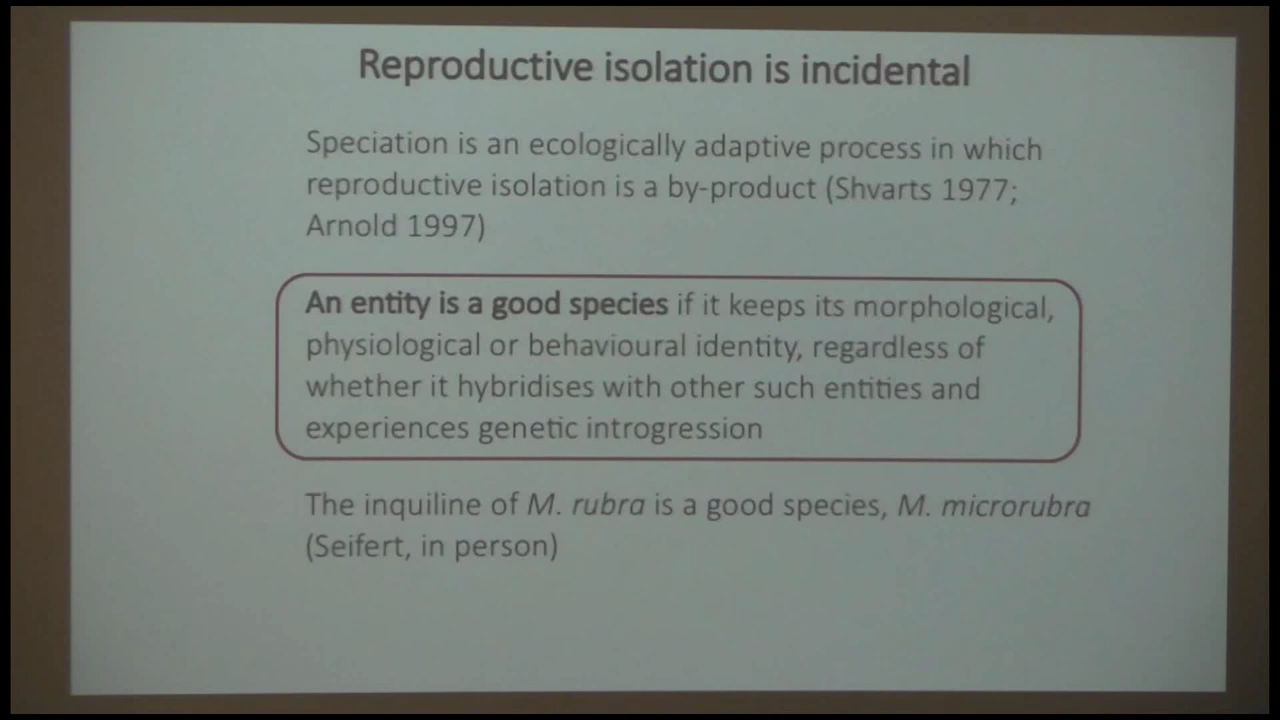 Reproductive isolation is incidental
Speciation is an ecologically adaptive process in which
reproductive isolation is a by-product (Shvarts 1977;
Arnold 1997)
An entity is a good species if it keeps its morphological,
physiological or behavioural identity, regardless of
whether it hybridises with other such entities and
experiences genetic introgression
The inquiline of M. rubra is a good species, M. microrubra
(Seifert, in person)